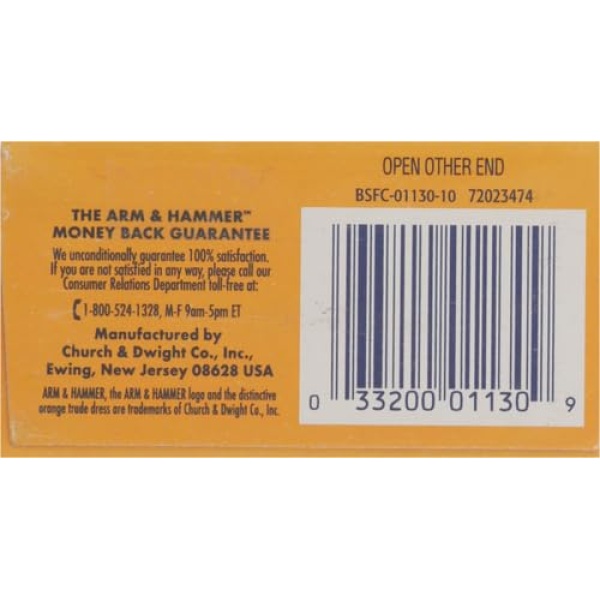 THE ARM & HAMMER™
MONEY BACK GUARANTEE
We unconditionally guarantee 100% satisfaction.
If you are not satisfied in any way, please call our
Consumer Relations Department toll-free at:
1-800-524-1328, M-F 9am-5pm ET
Manufactured by
Church & Dwight Co., Inc.,
Ewing, New Jersey 08628 USA
ARM & HAMMER, the ARM & HAMMER logo and the distinctive
orange trade dress are trademarks of Church & Dwight Co., Inc.
OPEN OTHER END
BSFC-01130-10 72023474
0 33200 01130 9